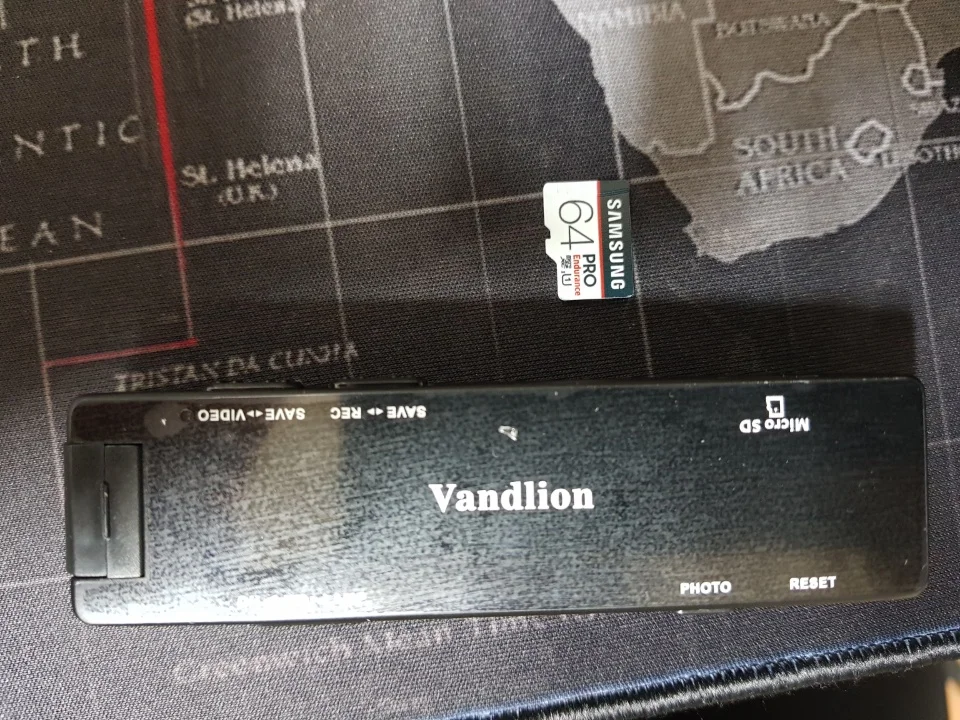 TH
(St. Helena)
NAMIBIA
BOTSWANA
NTIC
St. Helena
(U.K.)
SOUTH
AFRICA
EAN
SAMSUNG
64
PRO
Endurance
TRISTAN DA CUNHA
SAVE◄►VIDEO
SAVE ◄► REC
Micro SD
Vandlion
PHOTO
RESET